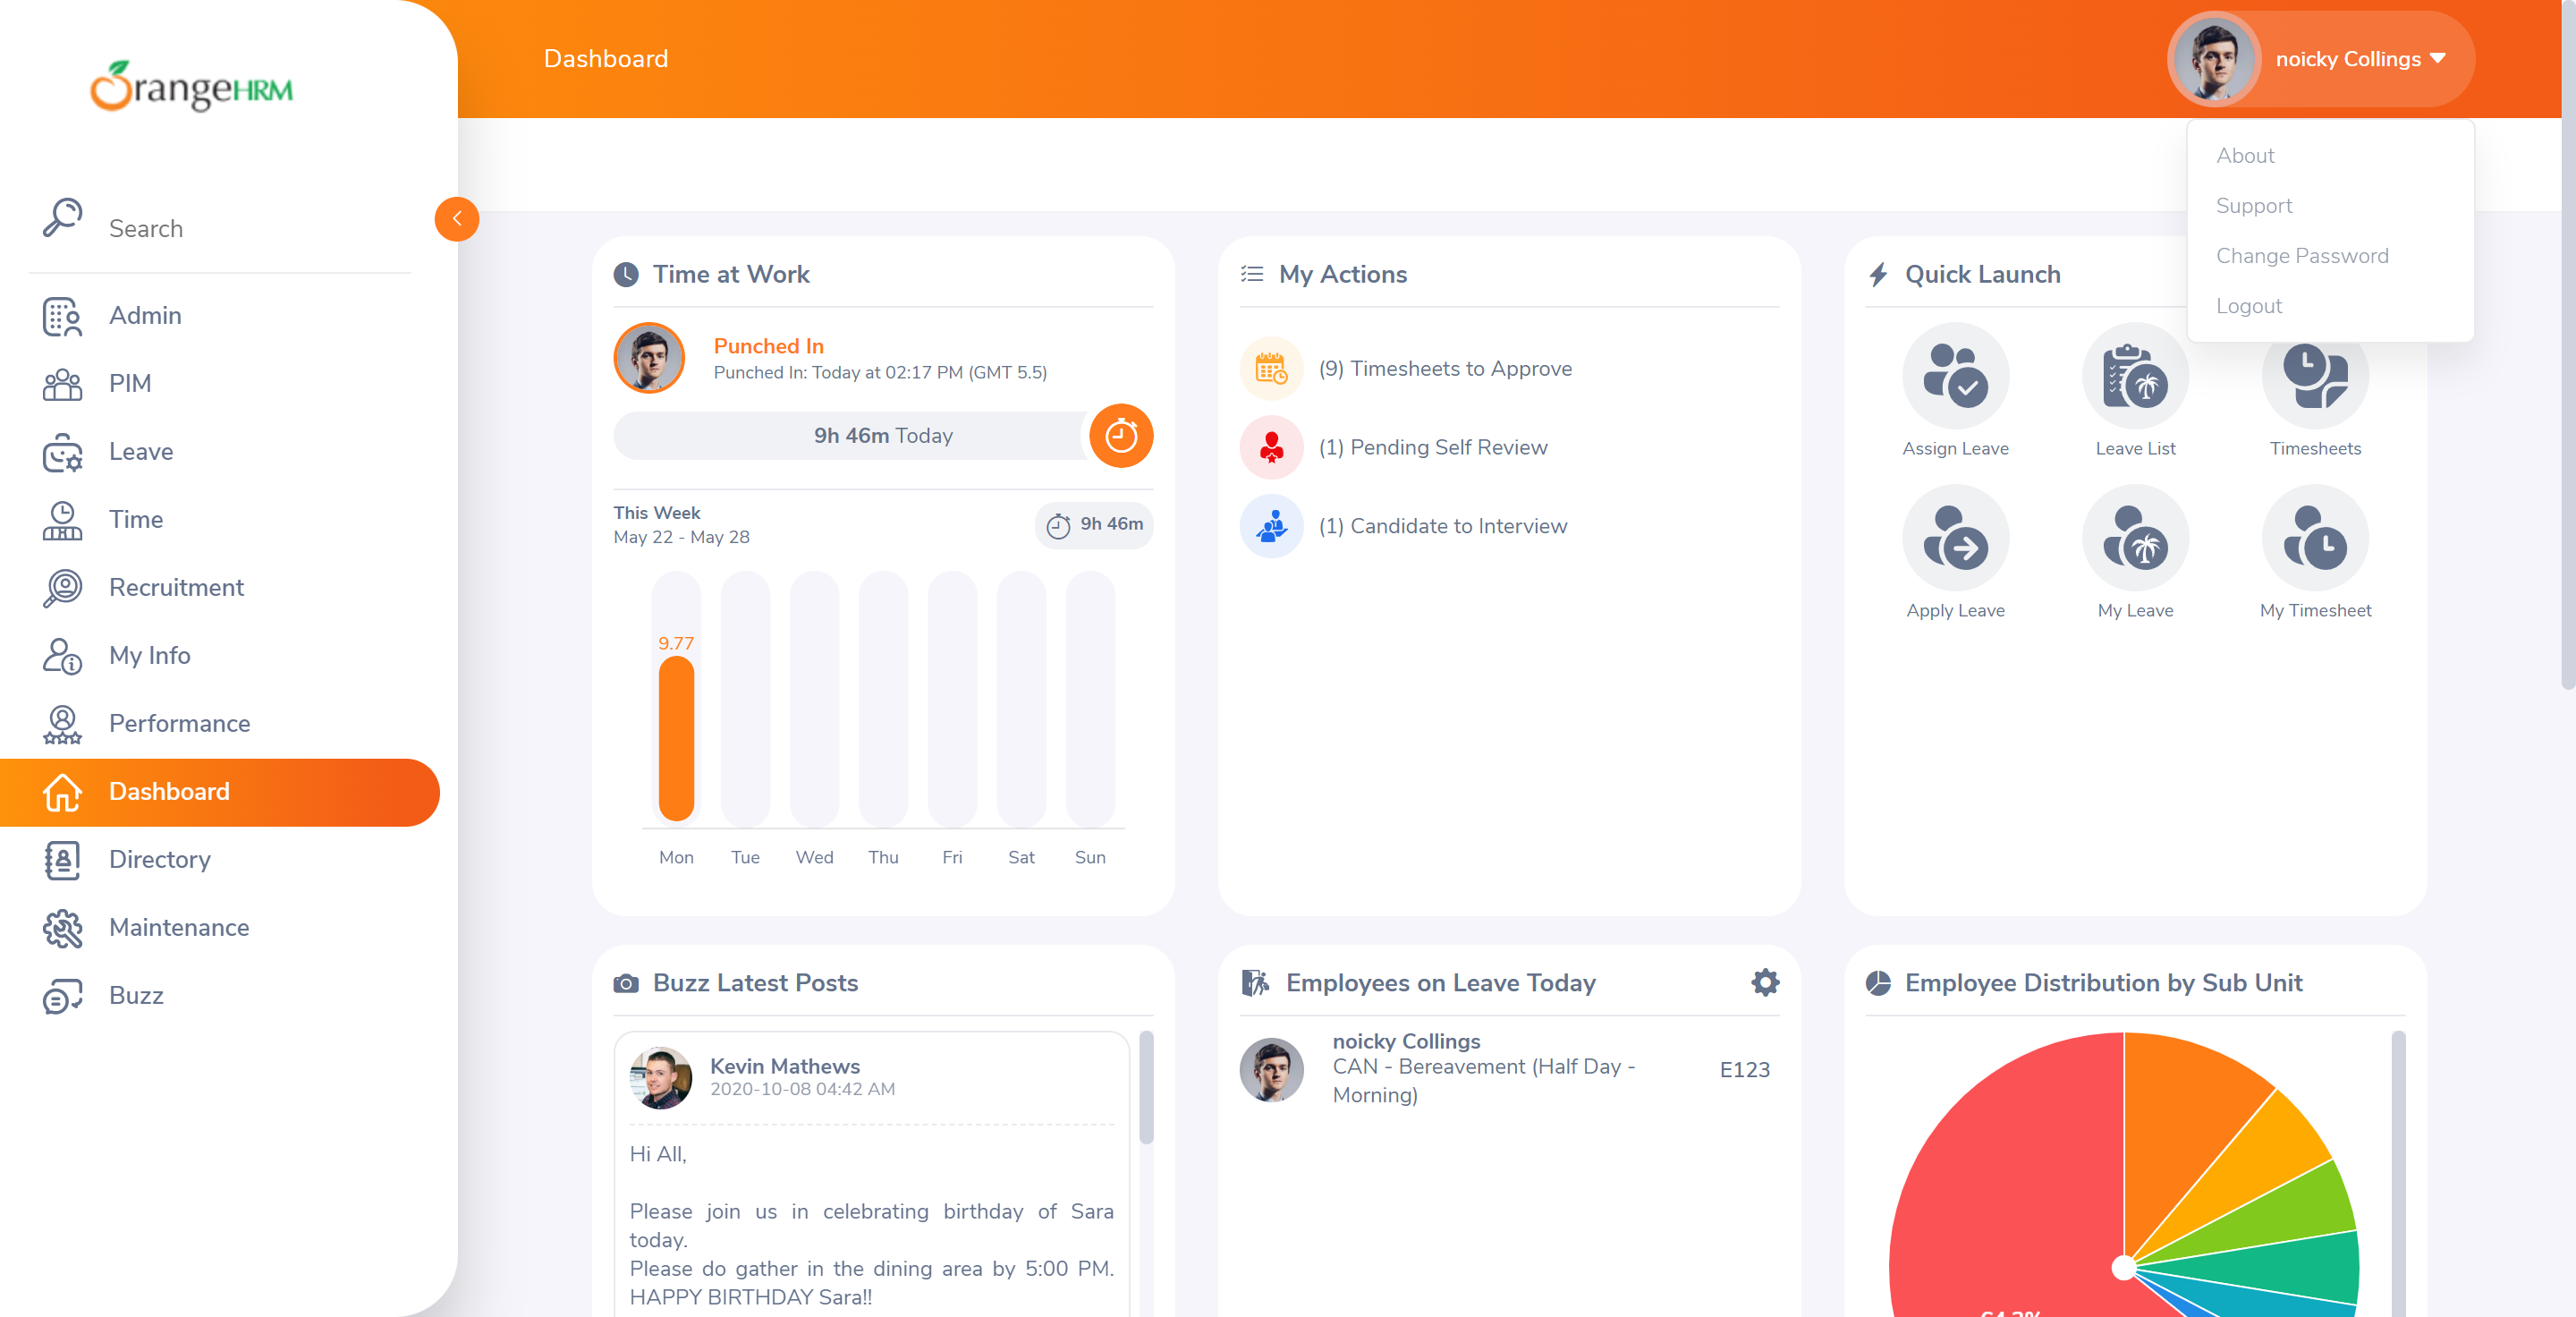 OrangeHRM
Search
Admin
PIM
Leave
Time
Recruitment
My Info
Performance
Dashboard
Directory
Maintenance
Buzz
Dashboard
noicky Collings
About
Support
Change Password
Logout
Time at Work
Punched In
Punched In: Today at 02:17 PM (GMT 5.5)
9h 46m Today
This Week
May 22 - May 28
9h 46m
9.77
Mon Tue Wed Thu Fri Sat Sun
My Actions
(9) Timesheets to Approve
(1) Pending Self Review
(1) Candidate to Interview
Quick Launch
Assign Leave Leave List Timesheets
Apply Leave My Leave My Timesheet
Buzz Latest Posts
Kevin Mathews
2020-10-08 04:42 AM
Hi All,
Please join us in celebrating birthday of Sara
today.
Please do gather in the dining area by 5:00 PM.
HAPPY BIRTHDAY Sara!!
Employees on Leave Today
noicky Collings
CAN - Bereavement (Half Day -
Morning)
E123
Employee Distribution by Sub Unit